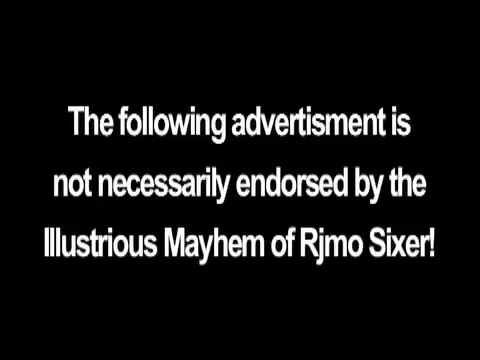 The following advertisment is
not necessarily endorsed by the
Illustrious Mayhem of Rjmo Sixer!